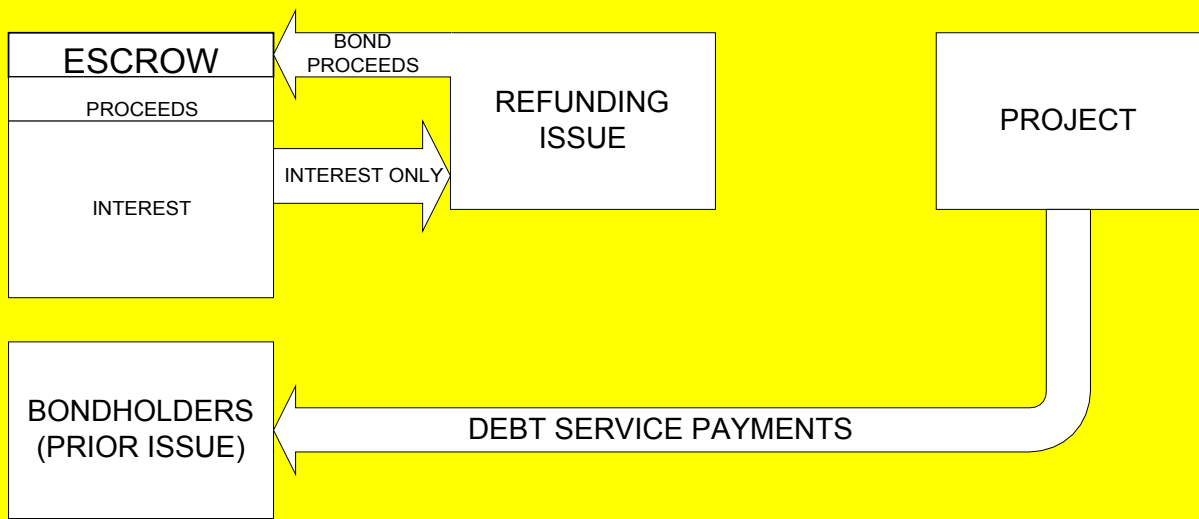 ESCROW
PROCEEDS
INTEREST
BOND
PROCEEDS
INTEREST ONLY
REFUNDING
ISSUE
PROJECT
BONDHOLDERS
(PRIOR ISSUE)
DEBT SERVICE PAYMENTS